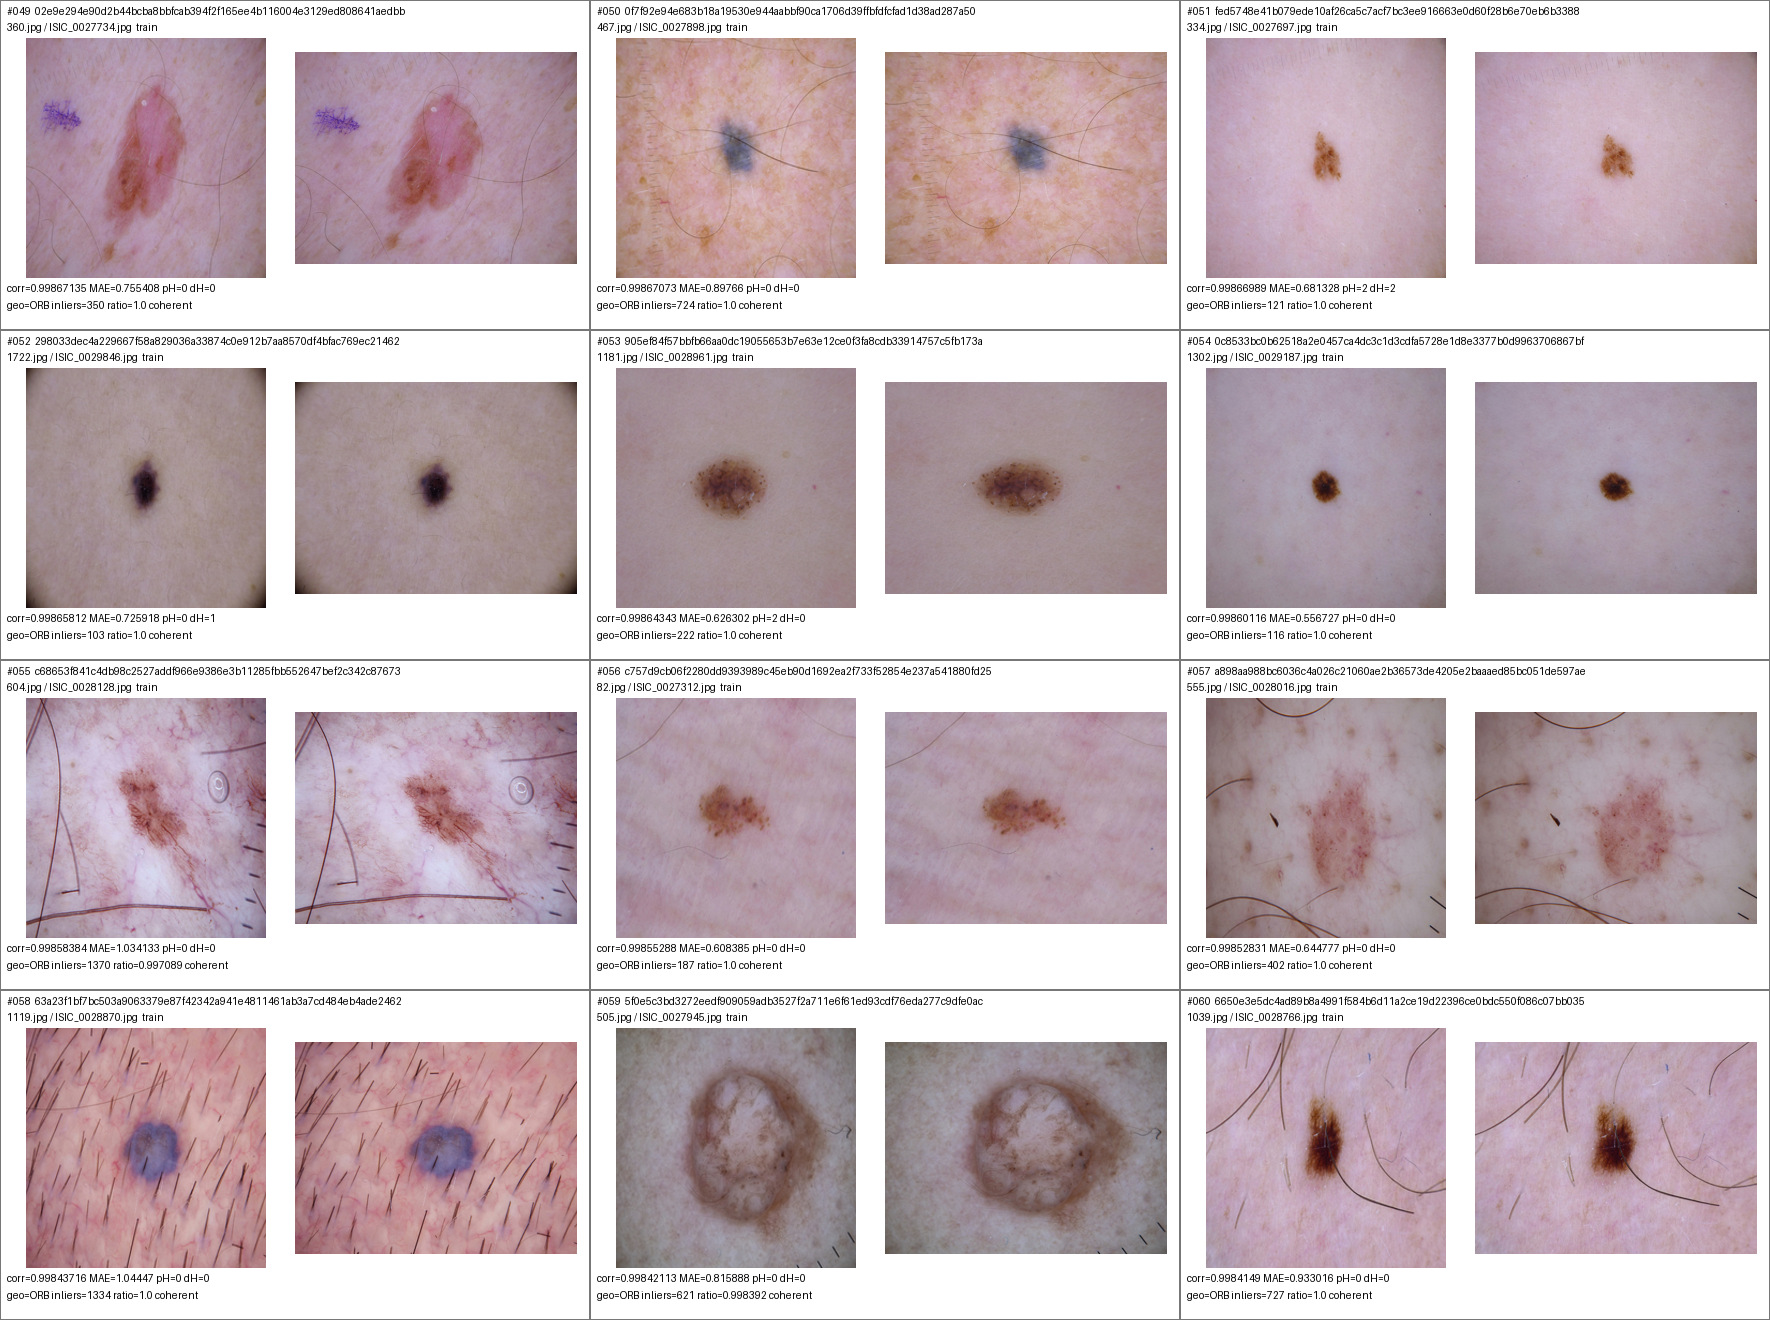 #049 02e9e294e90d2b44bcba8bbfcab394f2f165ee4b116004e3129ed808641aedbb
360.jpg / ISIC_0027734.jpg train
corr=0.99867135 MAE=0.755408 pH=0 dH=0
geo=ORB inliers=350 ratio=1.0 coherent
#050 0f7f92e94e683b18a19530e944aabbf90ca1706d39ffbfdfcfad1d38ad287a50
467.jpg / ISIC_0027898.jpg train
corr=0.99867073 MAE=0.89766 pH=0 dH=0
geo=ORB inliers=724 ratio=1.0 coherent
#051 fed5748e41b079ede10af26ca5c7acf7bc3ee916663e0d60f28b6e70eb6b3388
334.jpg / ISIC_0027697.jpg train
corr=0.99866989 MAE=0.681328 pH=2 dH=2
geo=ORB inliers=121 ratio=1.0 coherent
#052 298033dec4a229667f58a829036a33874c0e912b7aa8570df4bfac769ec21462
1722.jpg / ISIC_0029846.jpg train
corr=0.99865812 MAE=0.725918 pH=0 dH=1
geo=ORB inliers=103 ratio=1.0 coherent
#053 905ef84f57bbfb66aa0dc19055653b7e63e12ce0f3fa8cdb33914757c5fb173a
1181.jpg / ISIC_0028961.jpg train
corr=0.99864343 MAE=0.626302 pH=2 dH=0
geo=ORB inliers=222 ratio=1.0 coherent
#054 0c8533bc0b62518a2e0457ca4dc3c1d3cdfa5728e1d8e3377b0d9963706867bf
1302.jpg / ISIC_0029187.jpg train
corr=0.99860116 MAE=0.556727 pH=0 dH=0
geo=ORB inliers=116 ratio=1.0 coherent
#055 c68653f841c4db98c2527addf966e9386e3b11285fbb552647bef2c342c87673
604.jpg / ISIC_0028128.jpg train
corr=0.99858384 MAE=1.034133 pH=0 dH=0
geo=ORB inliers=1370 ratio=0.997089 coherent
#056 c757d9cb06f2280dd9393989c45eb90d1692ea2f733f52854e237a541880fd25
82.jpg / ISIC_0027312.jpg train
corr=0.99855288 MAE=0.608385 pH=0 dH=0
geo=ORB inliers=187 ratio=1.0 coherent
#057 a898aa988bc6036c4a026c21060ae2b36573de4205e2baaaed85bc051de597ae
555.jpg / ISIC_0028016.jpg train
corr=0.99852831 MAE=0.644777 pH=0 dH=0
geo=ORB inliers=402 ratio=1.0 coherent
#058 63a23f1bf7bc503a9063379e87f42342a941e4811461ab3a7cd484eb4ade2462
1119.jpg / ISIC_0028870.jpg train
corr=0.99843716 MAE=1.04447 pH=0 dH=0
geo=ORB inliers=1334 ratio=1.0 coherent
#059 5f0e5c3bd3272eedf909059adb3527f2a711e6f61ed93cdf76eda277c9dfe0ac
505.jpg / ISIC_0027945.jpg train
corr=0.99842113 MAE=0.815888 pH=0 dH=0
geo=ORB inliers=621 ratio=0.998392 coherent
#060 6650e3e5dc4ad89b8a4991f584b6d11a2ce19d22396ce0bdc550f086c07bb035
1039.jpg / ISIC_0028766.jpg train
corr=0.9984149 MAE=0.933016 pH=0 dH=0
geo=ORB inliers=727 ratio=1.0 coherent